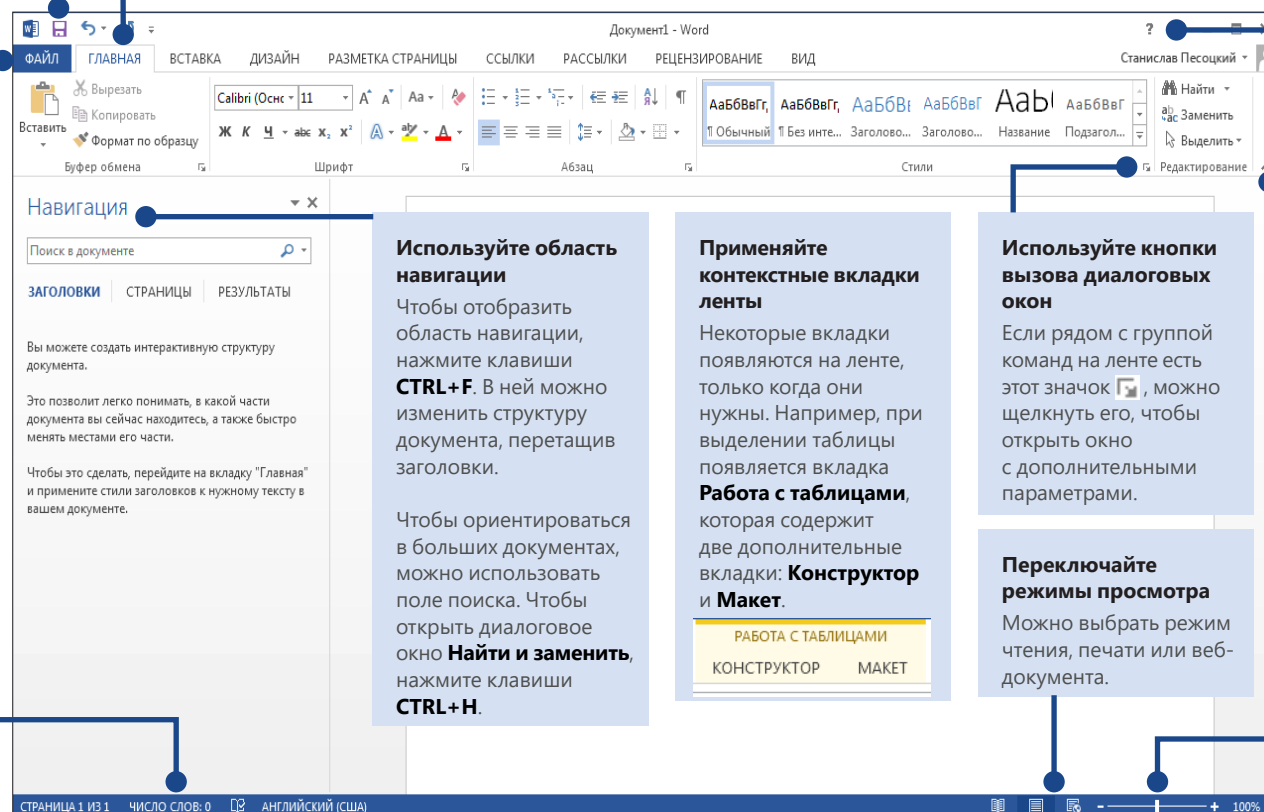 Документ1 - Word
?
ФАЙЛ ГЛАВНАЯ ВСТАВКА ДИЗАЙН РАЗМЕТКА СТРАНИЦЫ ССЫЛКИ РАССЫЛКИ РЕЦЕНЗИРОВАНИЕ ВИД Станислав Песоцкий
Вставить
Вырезать
Копировать
Формат по образцу
Буфер обмена
Calibri (Оснс 11 Aa
Ж К Ч abc x₂ x² A aby A
Шрифт
Абзац
АаБбВвГг, АаБбВвГг, АаБбВі АаБбВвГ Ааbl АаБбВвГ
¶ Обычный ¶ Без инте... Заголово... Заголово... Название Подзагол...
Стили
Найти
Заменить
Выделить
Редактирование
Навигация
Поиск в документе
ЗАГОЛОВКИ СТРАНИЦЫ РЕЗУЛЬТАТЫ
Вы можете создать интерактивную структуру
документа.
Это позволит легко понимать, в какой части
документа вы сейчас находитесь, а также быстро
менять местами его части.
Чтобы это сделать, перейдите на вкладку "Главная"
и примените стили заголовков к нужному тексту в
вашем документе.
Используйте область
навигации
Чтобы отобразить
область навигации,
нажмите клавиши
CTRL+F. В ней можно
изменить структуру
документа, перетащив
заголовки.
Чтобы ориентироваться
в больших документах,
можно использовать
поле поиска. Чтобы
открыть диалоговое
окно Найти и заменить,
нажмите клавиши
CTRL+H.
Применяйте
контекстные вкладки
ленты
Некоторые вкладки
появляются на ленте,
только когда они
нужны. Например, при
выделении таблицы
появляется вкладка
Работа с таблицами,
которая содержит
две дополнительные
вкладки: Конструктор
и Макет.
РАБОТА С ТАБЛИЦАМИ
КОНСТРУКТОР МАКЕТ
Используйте кнопки
вызова диалоговых
окон
Если рядом с группой
команд на ленте есть
этот значок , можно
щелкнуть его, чтобы
открыть окно
с дополнительными
параметрами.
Переключайте
режимы просмотра
Можно выбрать режим
чтения, печати или веб-
документа.
СТРАНИЦА 1 ИЗ 1 ЧИСЛО СЛОВ: 0 АНГЛИЙСКИЙ (США) - + 100%